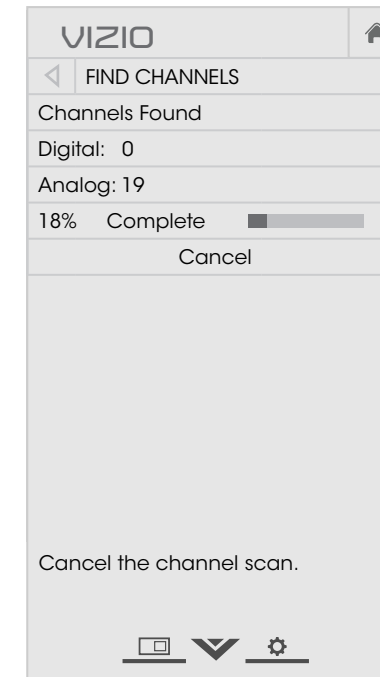 VIZIO
FIND CHANNELS
Channels Found
Digital: 0
Analog: 19
18% Complete
Cancel
Cancel the channel scan.